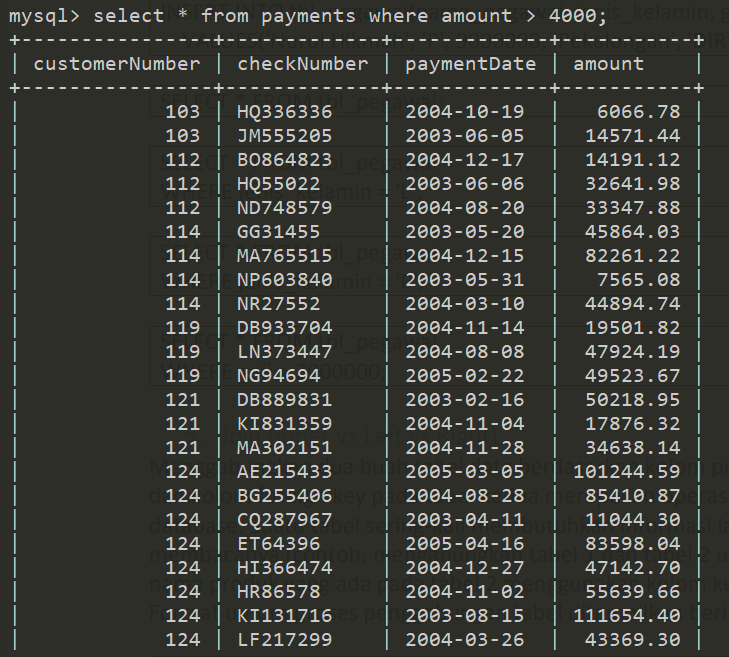 mysql> select * from payments where amount > 4000;
+----------------+-------------+-------------+-----------+
| customerNumber | checkNumber | paymentDate | amount    |
+----------------+-------------+-------------+-----------+
| 103 | HQ336336 | 2004-10-19 | 6066.78 |
| 103 | JM555205 | 2003-06-05 | 14571.44 |
| 112 | BO864823 | 2004-12-17 | 14191.12 |
| 112 | HQ55022 | 2003-06-06 | 32641.98 |
| 112 | ND748579 | 2004-08-20 | 33347.88 |
| 114 | GG31455 | 2003-05-20 | 45864.03 |
| 114 | MA765515 | 2004-12-15 | 82261.22 |
| 114 | NP603840 | 2003-05-31 | 7565.08 |
| 114 | NR27552 | 2004-03-10 | 44894.74 |
| 119 | DB933704 | 2004-11-14 | 19501.82 |
| 119 | LN373447 | 2004-08-08 | 47924.19 |
| 119 | NG94694 | 2005-02-22 | 49523.67 |
| 121 | DB889831 | 2003-02-16 | 50218.95 |
| 121 | KI831359 | 2004-11-04 | 17876.32 |
| 121 | MA302151 | 2004-11-28 | 34638.14 |
| 124 | AE215433 | 2005-03-05 | 101244.59 |
| 124 | BG255406 | 2004-08-28 | 85410.87 |
| 124 | CQ287967 | 2003-04-11 | 11044.30 |
| 124 | ET64396 | 2005-04-16 | 83598.04 |
| 124 | HI366474 | 2004-12-27 | 47142.70 |
| 124 | HR86578 | 2004-11-02 | 55639.66 |
| 124 | KI131716 | 2003-08-15 | 111654.40 |
| 124 | LF217299 | 2004-03-26 | 43369.30 |